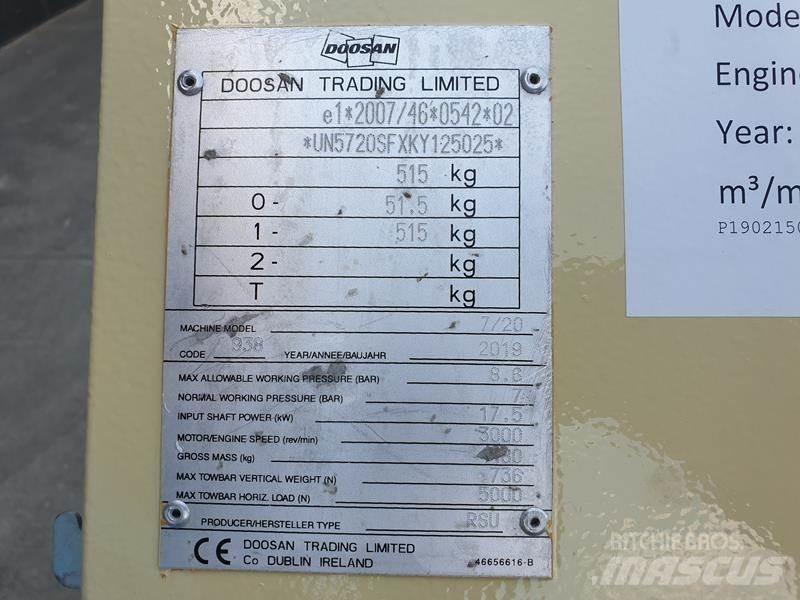 DOOSAN
DOOSAN TRADING LIMITED
e1*2007/46*0542*02
*UN5720SFXKY125025*
515 kg
0- 51.5 kg
1- 515 kg
2- kg
T kg
MACHINE MODEL 7/20
CODE 938 YEAR/ANNEE/BAUJAHR 2019
MAX ALLOWABLE WORKING PRESSURE (BAR) 8.6
NORMAL WORKING PRESSURE (BAR) 7
INPUT SHAFT POWER (kW) 17.5
MOTOR/ENGINE SPEED (rev/min) 3000
GROSS MASS (kg)
MAX TOWBAR VERTICAL WEIGHT (N) 736
MAX TOWBAR HORIZ. LOAD (N) 5000
PRODUCER/HERSTELLER TYPE RSU
CE DOOSAN TRADING LIMITED
Co DUBLIN IRELAND 46656616-B
Mode
Engin
Year:
m³/m
P1902150
RITCHIE BROS. AUCTIONEERS
MASCUS